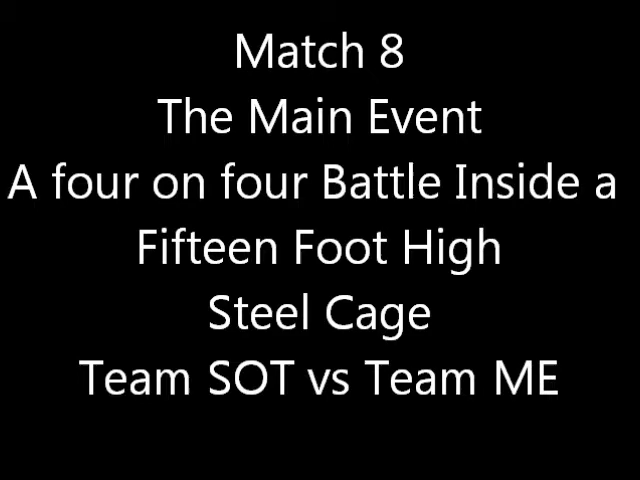 Match 8
The Main Event
A four on four Battle Inside a
Fifteen Foot High
Steel Cage
Team SOT vs Team ME